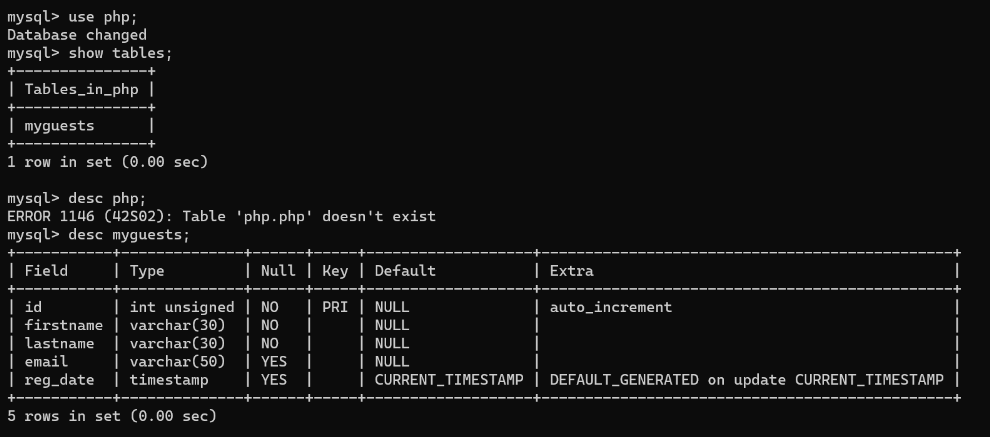 mysql> use php;
Database changed
mysql> show tables;
+---------------+
| Tables_in_php |
+---------------+
| myguests      |
+---------------+
1 row in set (0.00 sec)

mysql> desc php;
ERROR 1146 (42S02): Table 'php.php' doesn't exist
mysql> desc myguests;
+-----------+--------------+------+-----+-------------------+-----------------------------------------------+
| Field     | Type         | Null | Key | Default           | Extra                                         |
+-----------+--------------+------+-----+-------------------+-----------------------------------------------+
| id        | int unsigned | NO   | PRI | NULL              | auto_increment                                |
| firstname | varchar(30)  | NO   |     | NULL              |                                               |
| lastname  | varchar(30)  | NO   |     | NULL              |                                               |
| email     | varchar(50)  | YES  |     | NULL              |                                               |
| reg_date  | timestamp    | YES  |     | CURRENT_TIMESTAMP | DEFAULT_GENERATED on update CURRENT_TIMESTAMP |
+-----------+--------------+------+-----+-------------------+-----------------------------------------------+
5 rows in set (0.00 sec)